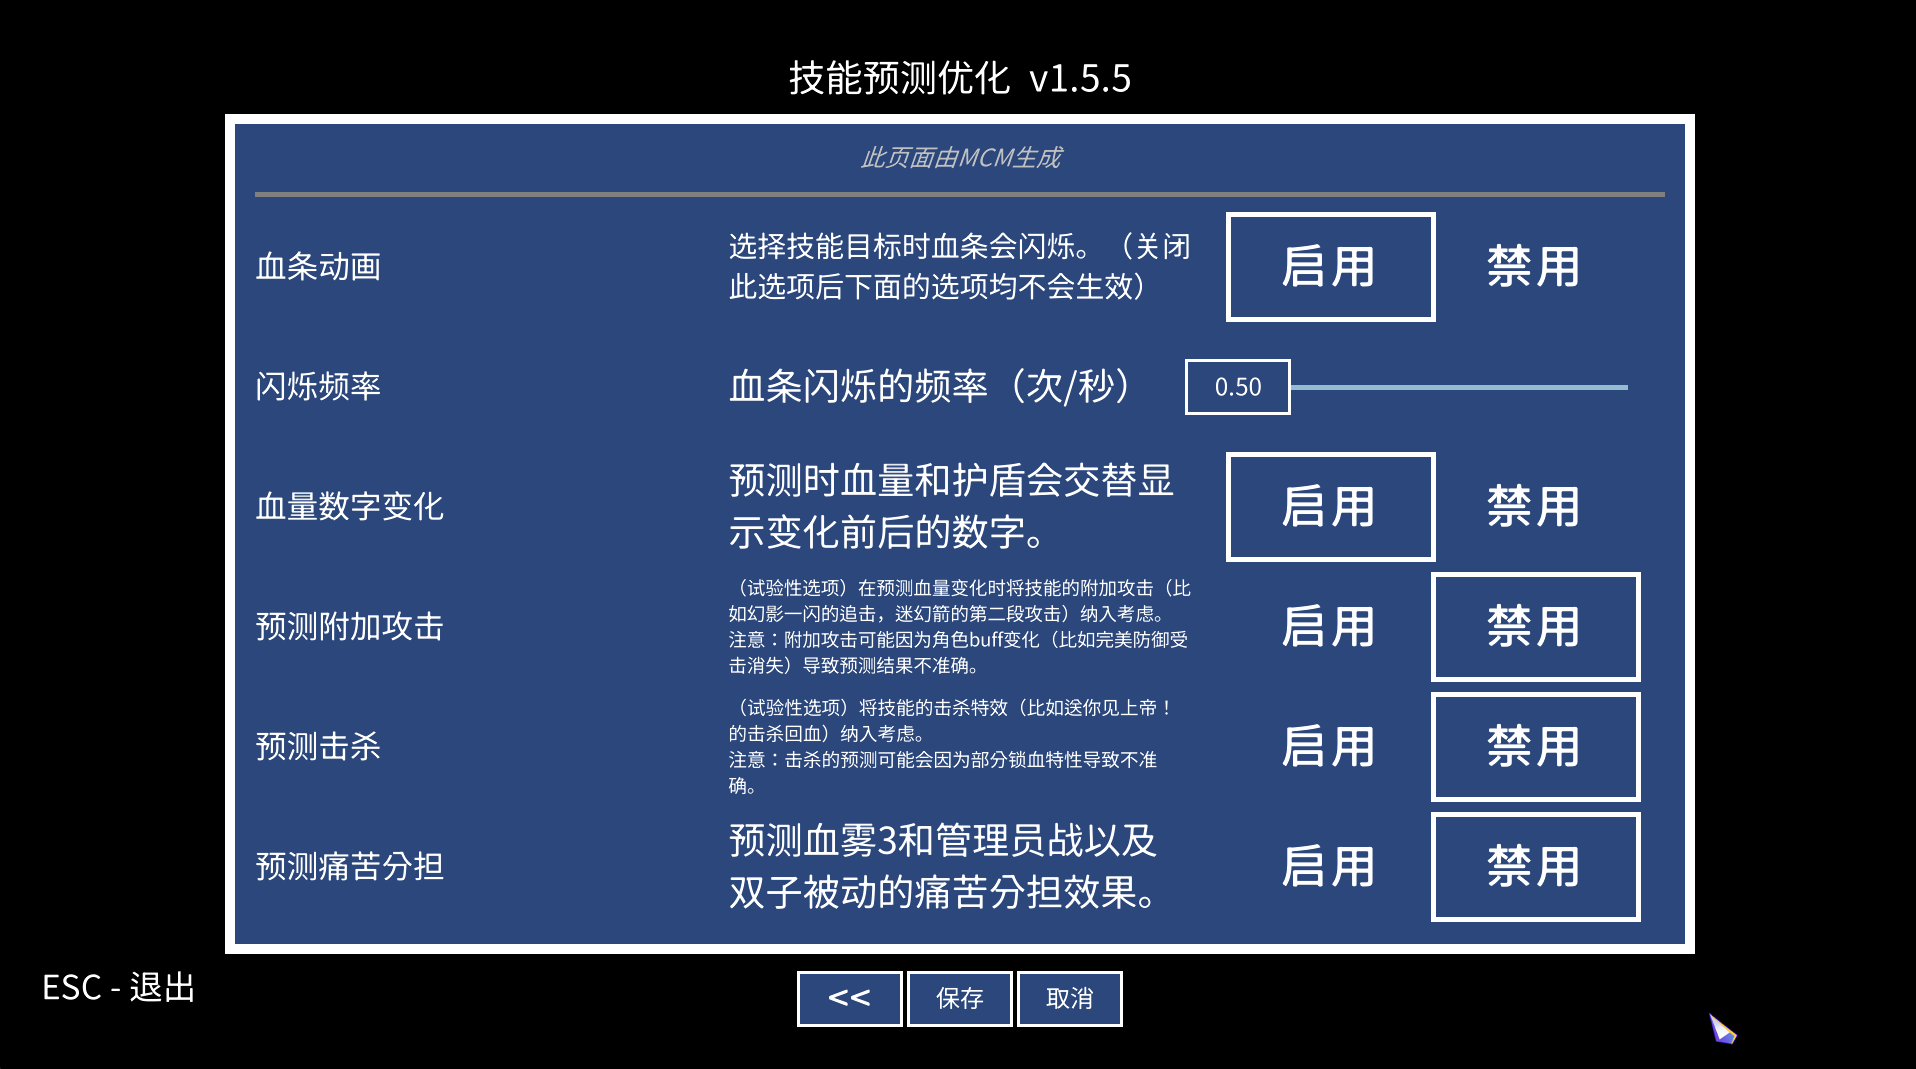 技能预测优化 v1.5.5
此页面由MCM生成
血条动画
选择技能目标时血条会闪烁。（关闭
此选项后下面的选项均不会生效）
启用
禁用
闪烁频率
血条闪烁的频率（次/秒）
0.50
血量数字变化
预测时血量和护盾会交替显
示变化前后的数字。
启用
禁用
预测附加攻击
（试验性选项）在预测血量变化时将技能的附加攻击（比
如幻影一闪的追击，迷幻箭的第二段攻击）纳入考虑。
注意：附加攻击可能因为角色buff变化（比如完美防御受
击消失）导致预测结果不准确。
启用
禁用
预测击杀
（试验性选项）将技能的击杀特效（比如送你见上帝！
的击杀回血）纳入考虑。
注意：击杀的预测可能会因为部分锁血特性导致不准
确。
启用
禁用
预测痛苦分担
预测血雾3和管理员战以及
双子被动的痛苦分担效果。
启用
禁用
ESC - 退出
<<
保存
取消